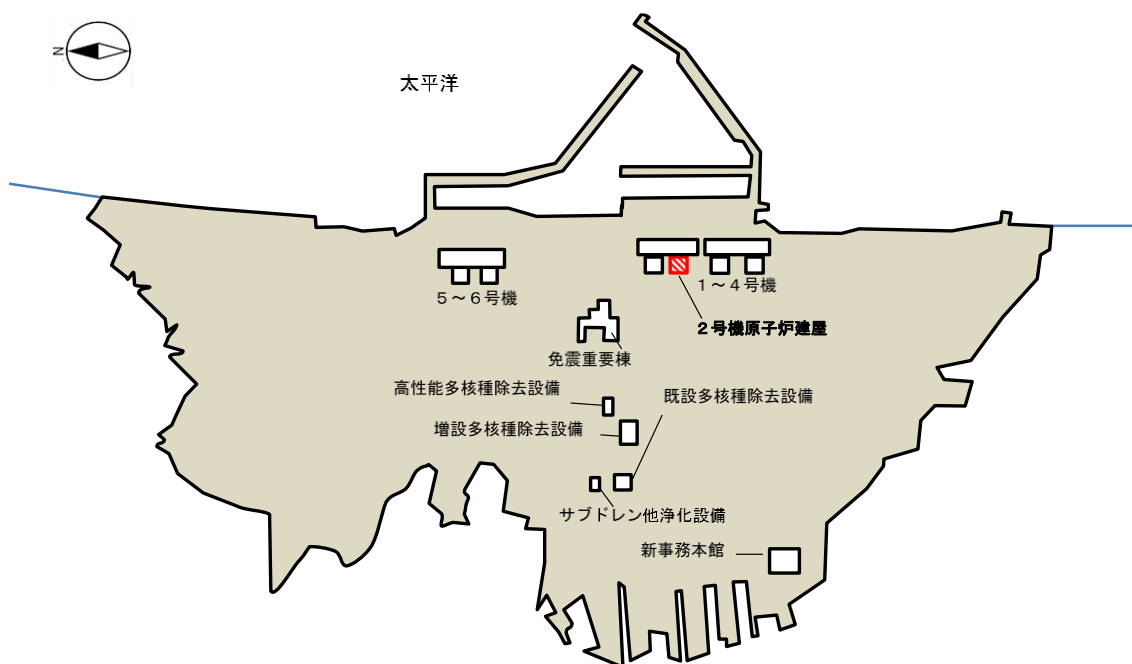 N
太平洋
5~6号機
1~4号機
2号機原子炉建屋
免震重要棟
高性能多核種除去設備
既設多核種除去設備
増設多核種除去設備
サブドレン他浄化設備
新事務本館